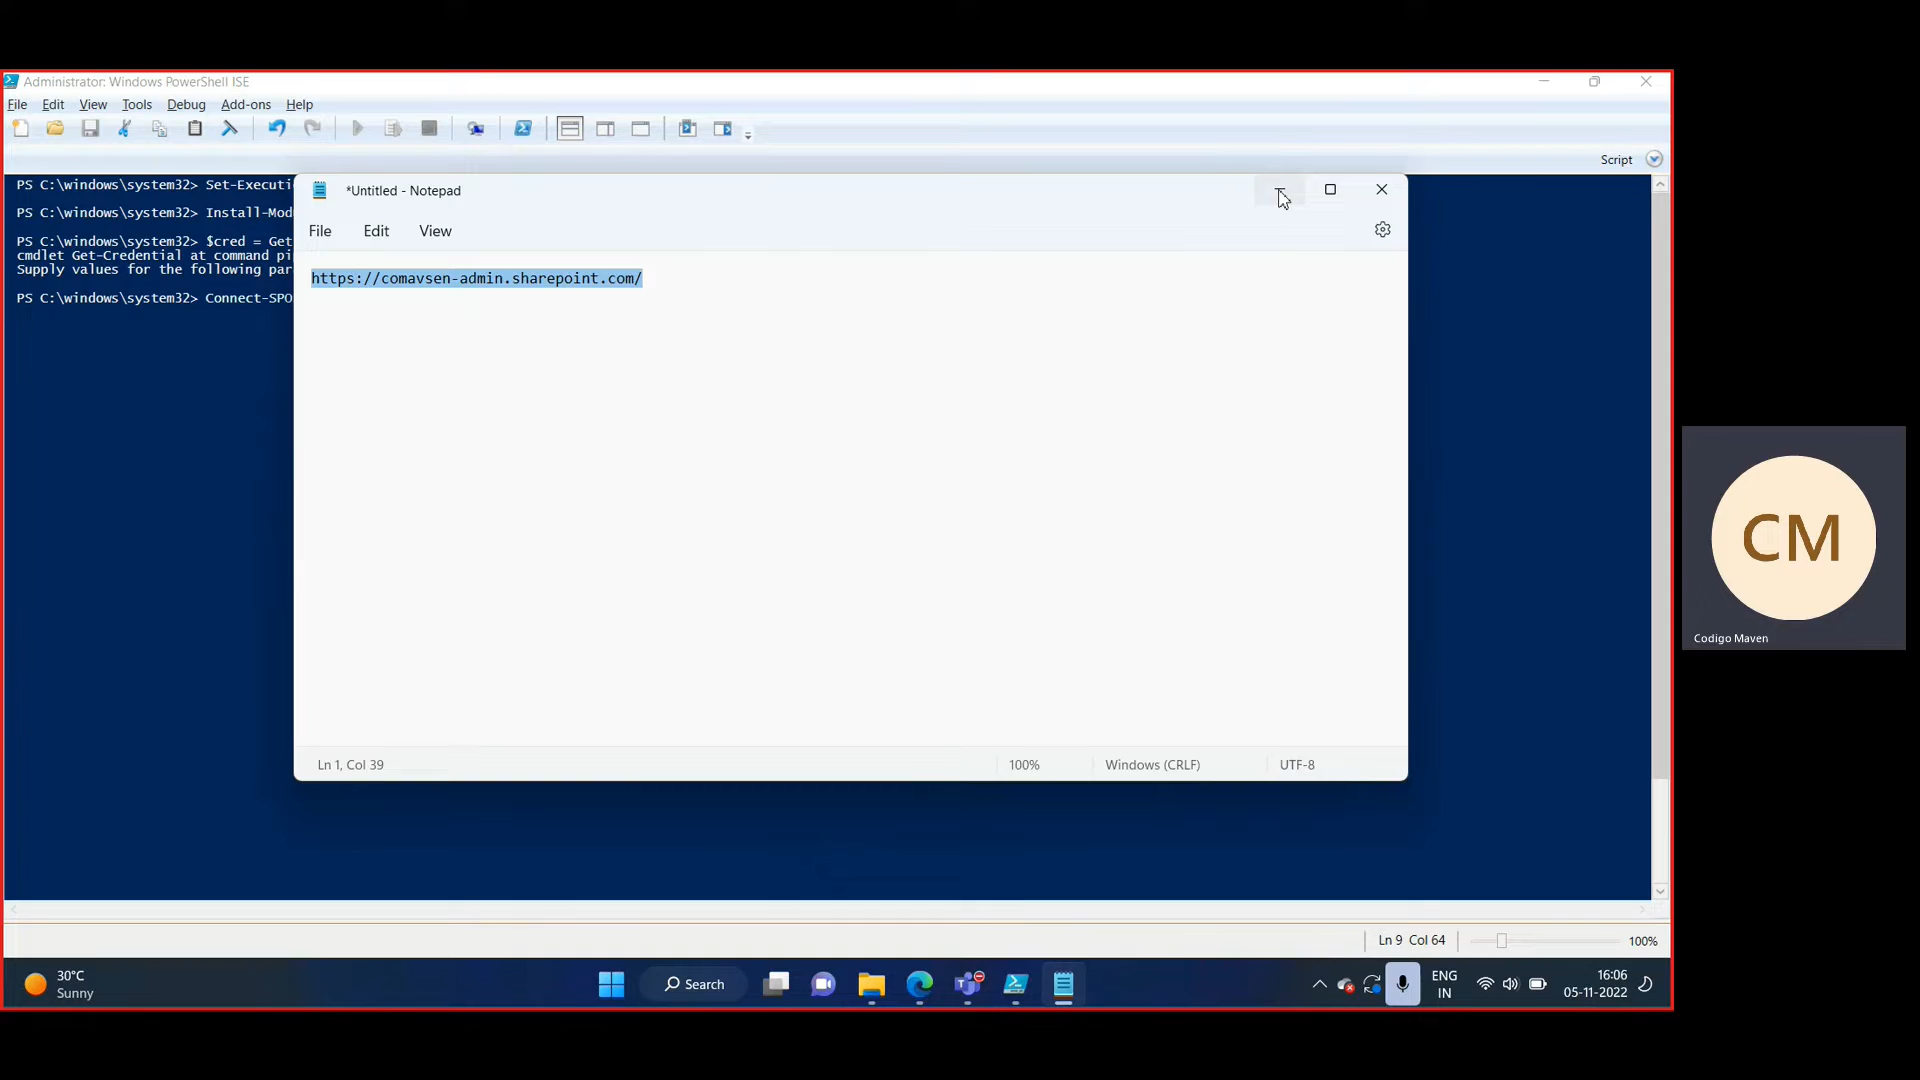 Administrator: Windows PowerShell ISE
File Edit View Tools Debug Add-ons Help
Script
PS C:\windows\system32> Set-Executi
PS C:\windows\system32> Install-Mod
PS C:\windows\system32> $cred = Get
cmdlet Get-Credential at command pi
Supply values for the following par
PS C:\windows\system32> Connect-SPO
*Untitled - Notepad
File Edit View
https://comavsen-admin.sharepoint.com/
Ln 1, Col 39 100% Windows (CRLF) UTF-8
CM
Codigo Maven
Ln 9 Col 64 100%
30°C
Sunny
Search
ENG
IN
16:06
05-11-2022